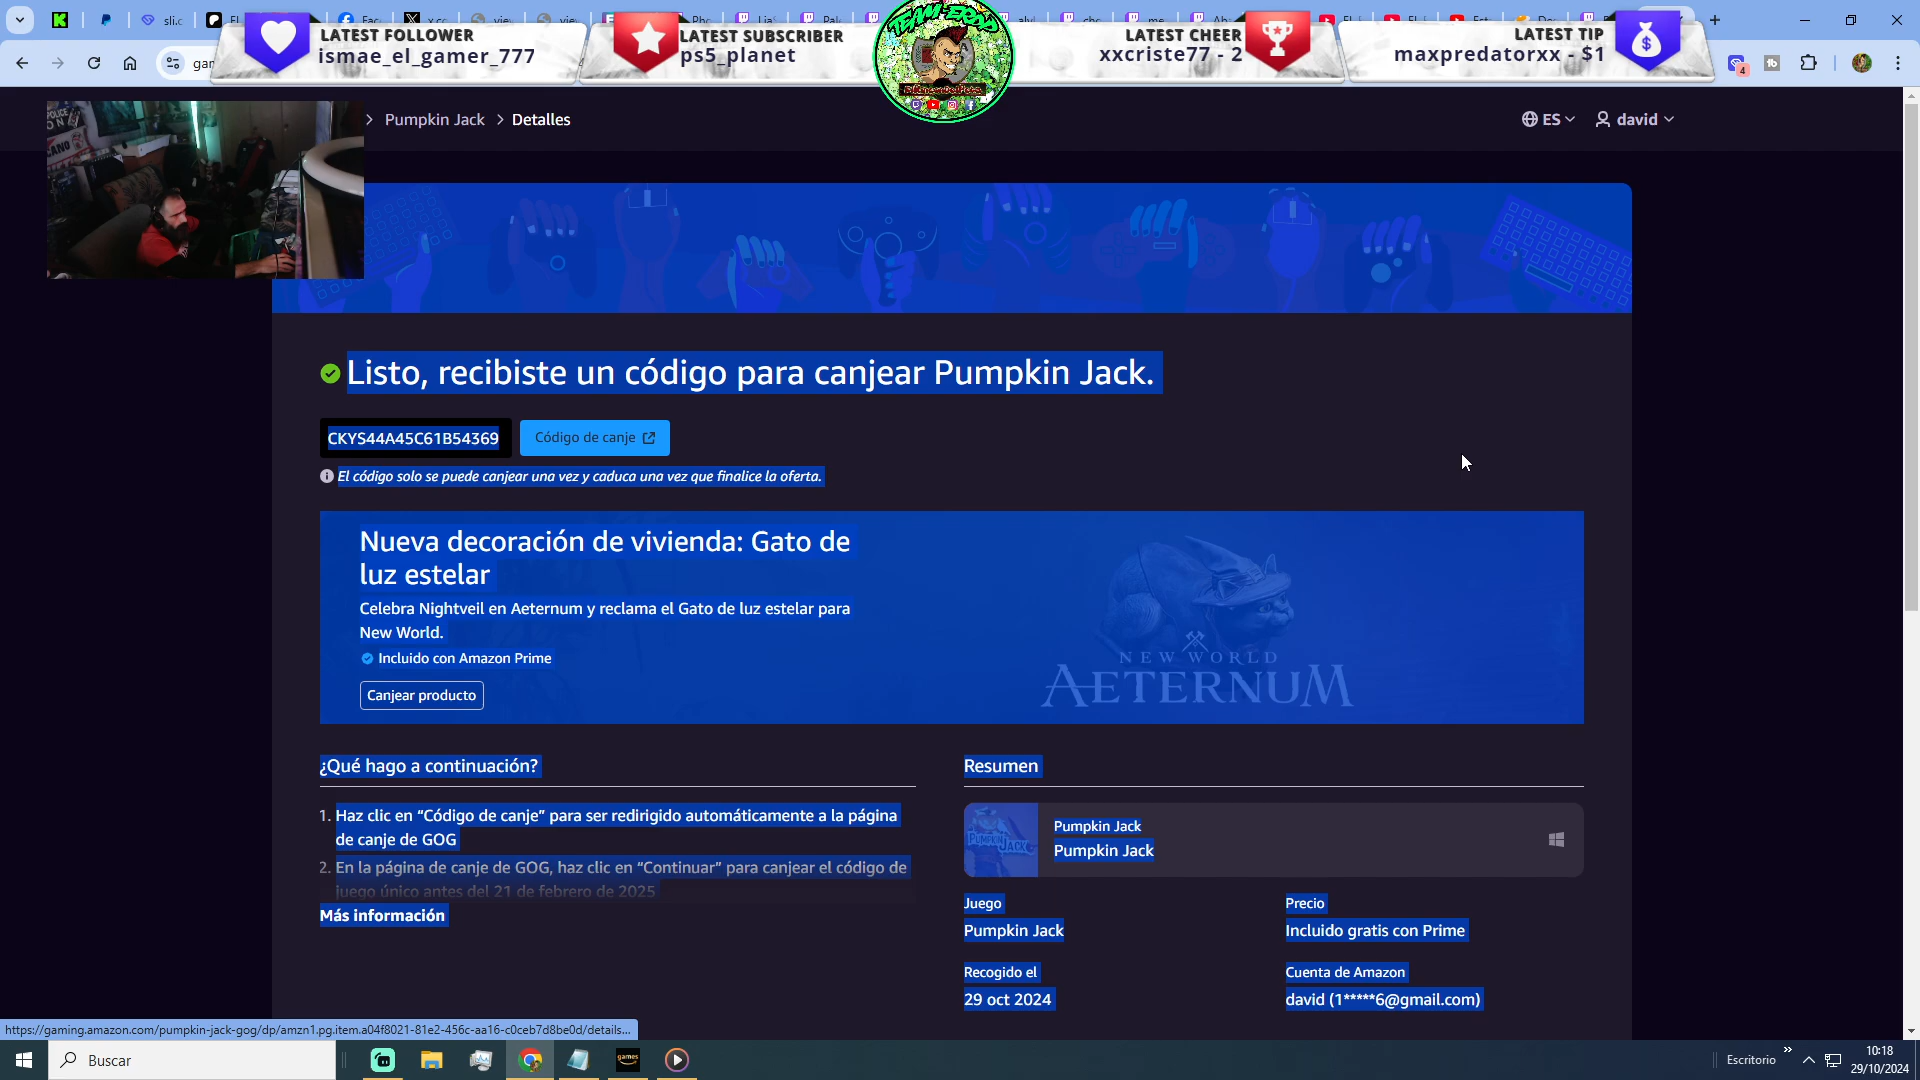 LATEST FOLLOWER
ismae_el_gamer_777
LATEST SUBSCRIBER
ps5_planet
TEAM EROD
LATEST CHEER
xxcriste77 - 2
LATEST TIP
maxpredatorxx - $1
Pumpkin Jack
Detalles
ES
david
Listo, recibiste un código para canjear Pumpkin Jack.
CKYS44A45C61B54369
Código de canje
El código solo se puede canjear una vez y caduca una vez que finalice la oferta.
Nueva decoración de vivienda: Gato de
luz estelar
Celebra Nightveil en Aeternum y reclama el Gato de luz estelar para
New World.
Incluido con Amazon Prime
Canjear producto
NEW WORLD
AETERNUM
¿Qué hago a continuación?
1. Haz clic en “Código de canje” para ser redirigido automáticamente a la página
de canje de GOG
2. En la página de canje de GOG, haz clic en “Continuar” para canjear el código de
juego único antes del 21 de febrero de 2025
Más información
Resumen
PUMPKIN JACK
Pumpkin Jack
Pumpkin Jack
Juego
Pumpkin Jack
Precio
Incluido gratis con Prime
Recogido el
29 oct 2024
Cuenta de Amazon
david (1*****6@gmail.com)
https://gaming.amazon.com/pumpkin-jack-gog/dp/amzn1.pg.item.a04f8021-81e2-456c-aa16-c0ceb7d8be0d/details...
Buscar
games
Escritorio
10:18
29/10/2024